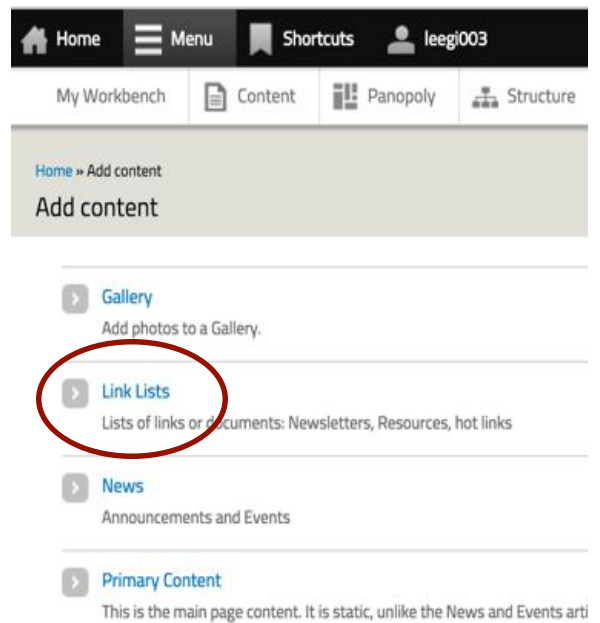 Home Menu Shortcuts leegi003
My Workbench Content Panopoly Structure
Home » Add content
Add content
Gallery
Add photos to a Gallery.
Link Lists
Lists of links or documents: Newsletters, Resources, hot links
News
Announcements and Events
Primary Content
This is the main page content. It is static, unlike the News and Events arti